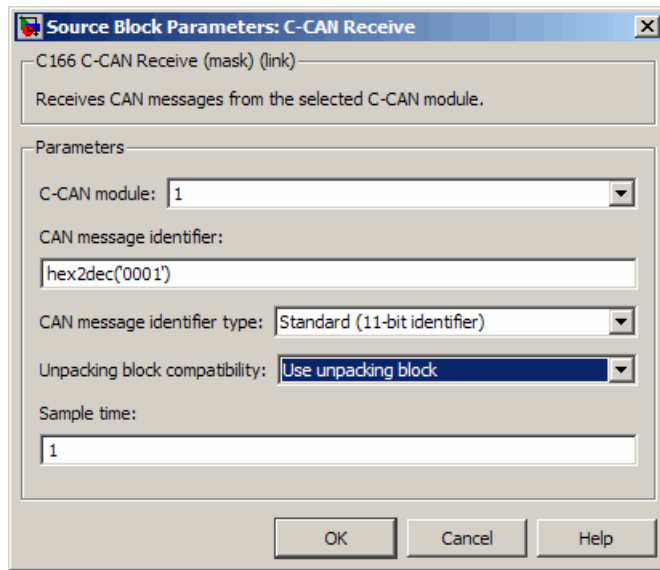 Source Block Parameters: C-CAN Receive
C166 C-CAN Receive (mask) (link)
Receives CAN messages from the selected C-CAN module.
Parameters
C-CAN module: 1
CAN message identifier:
hex2dec('0001')
CAN message identifier type: Standard (11-bit identifier)
Unpacking block compatibility: Use unpacking block
Sample time:
1
OK Cancel Help